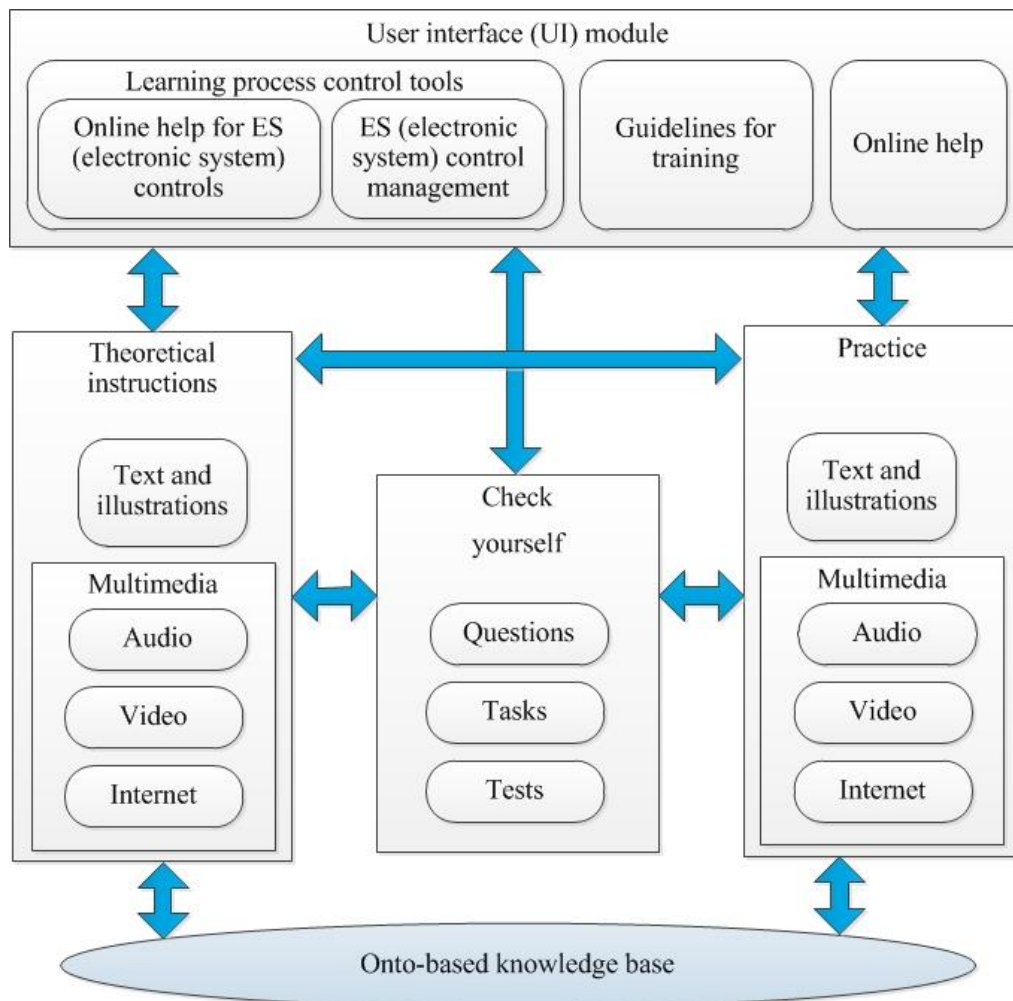 User interface (UI) module
Learning process control tools
Online help for ES
(electronic system)
controls
ES (electronic
system) control
management
Guidelines for
training
Online help
Theoretical
instructions
Text and
illustrations
Multimedia
Audio
Video
Internet
Check
yourself
Questions
Tasks
Tests
Practice
Text and
illustrations
Multimedia
Audio
Video
Internet
Onto-based knowledge base